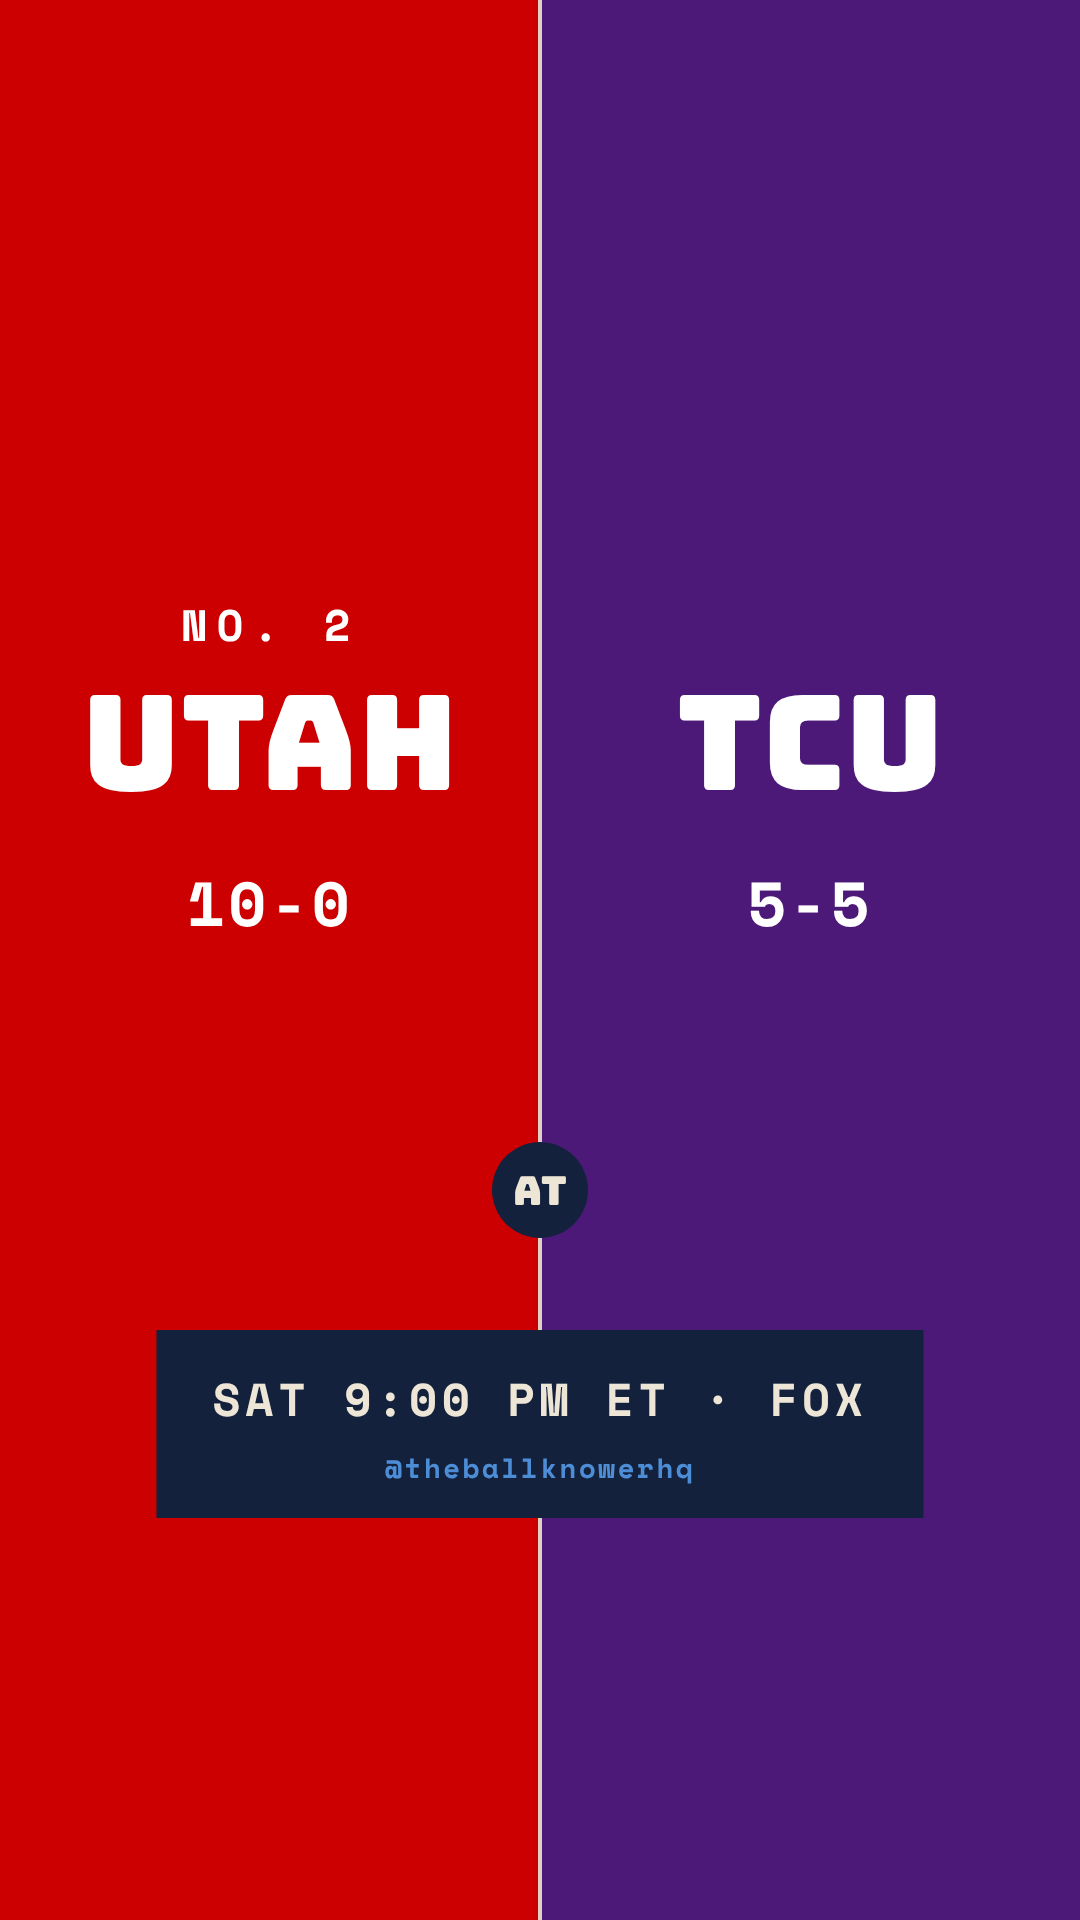 NO. 2
UTAH
10-0
TCU
5-5
AT
SAT 9:00 PM ET · FOX
@theballknowerhq